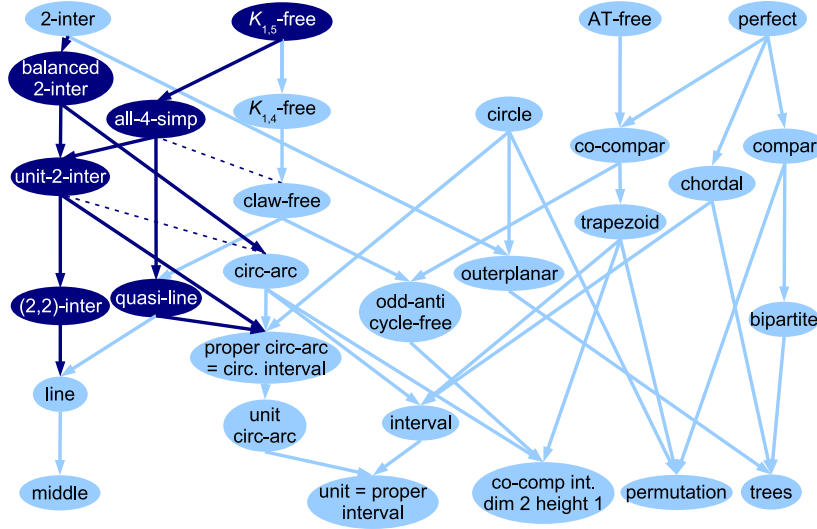 2-inter
K1,5-free
AT-free
perfect
balanced
2-inter
K1,4-free
all-4-simp
circle
co-compar
compar
unit-2-inter
chordal
claw-free
trapezoid
circ-arc
outerplanar
(2,2)-inter
quasi-line
odd-anti
cycle-free
bipartite
proper circ-arc
= circ. interval
line
unit
circ-arc
interval
middle
unit = proper
interval
co-comp int.
dim 2 height 1
permutation
trees